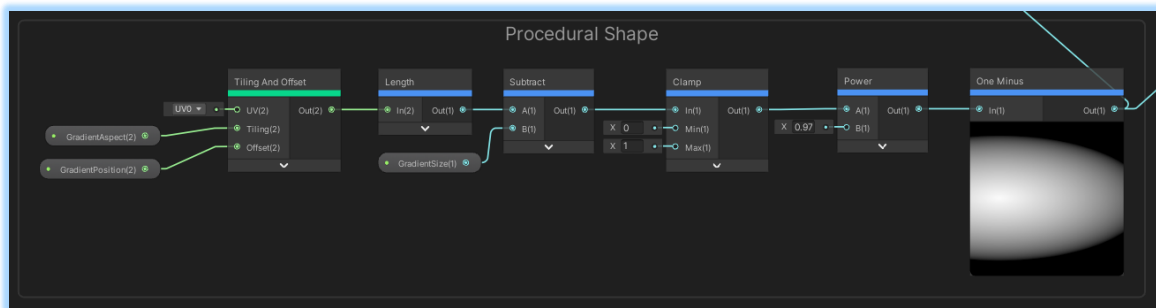 Procedural Shape
Tiling And Offset
UV0
UV(2)
Out(2)
Tiling(2)
Offset(2)
GradientAspect(2)
GradientPosition(2)
Length
In(2)
Out(1)
Subtract
A(1)
Out(1)
B(1)
GradientSize(1)
Clamp
In(1)
Out(1)
X 0
Min(1)
X 1
Max(1)
Power
A(1)
Out(1)
X 0.97
B(1)
One Minus
In(1)
Out(1)